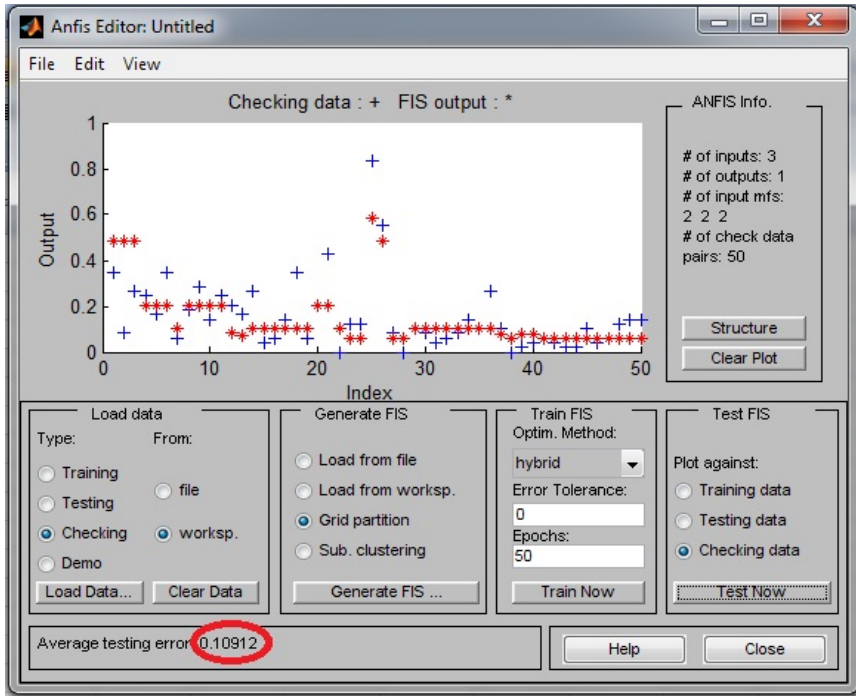 Anfis Editor: Untitled
File Edit View
Checking data : + FIS output : *
1
0.8
0.6
0.4
0.2
0
Output
0 10 20 30 40 50
Index
ANFIS Info.
# of inputs: 3
# of outputs: 1
# of input mfs:
2 2 2
# of check data
pairs: 50
Structure
Clear Plot
Load data
Type: From:
Training
Testing
Checking
Demo
file
worksp.
Load Data... Clear Data
Generate FIS
Load from file
Load from worksp.
Grid partition
Sub. clustering
Generate FIS ...
Train FIS
Optim. Method:
hybrid
Error Tolerance:
0
Epochs:
50
Train Now
Test FIS
Plot against:
Training data
Testing data
Checking data
Test Now
Average testing error: 0.10912
Help Close